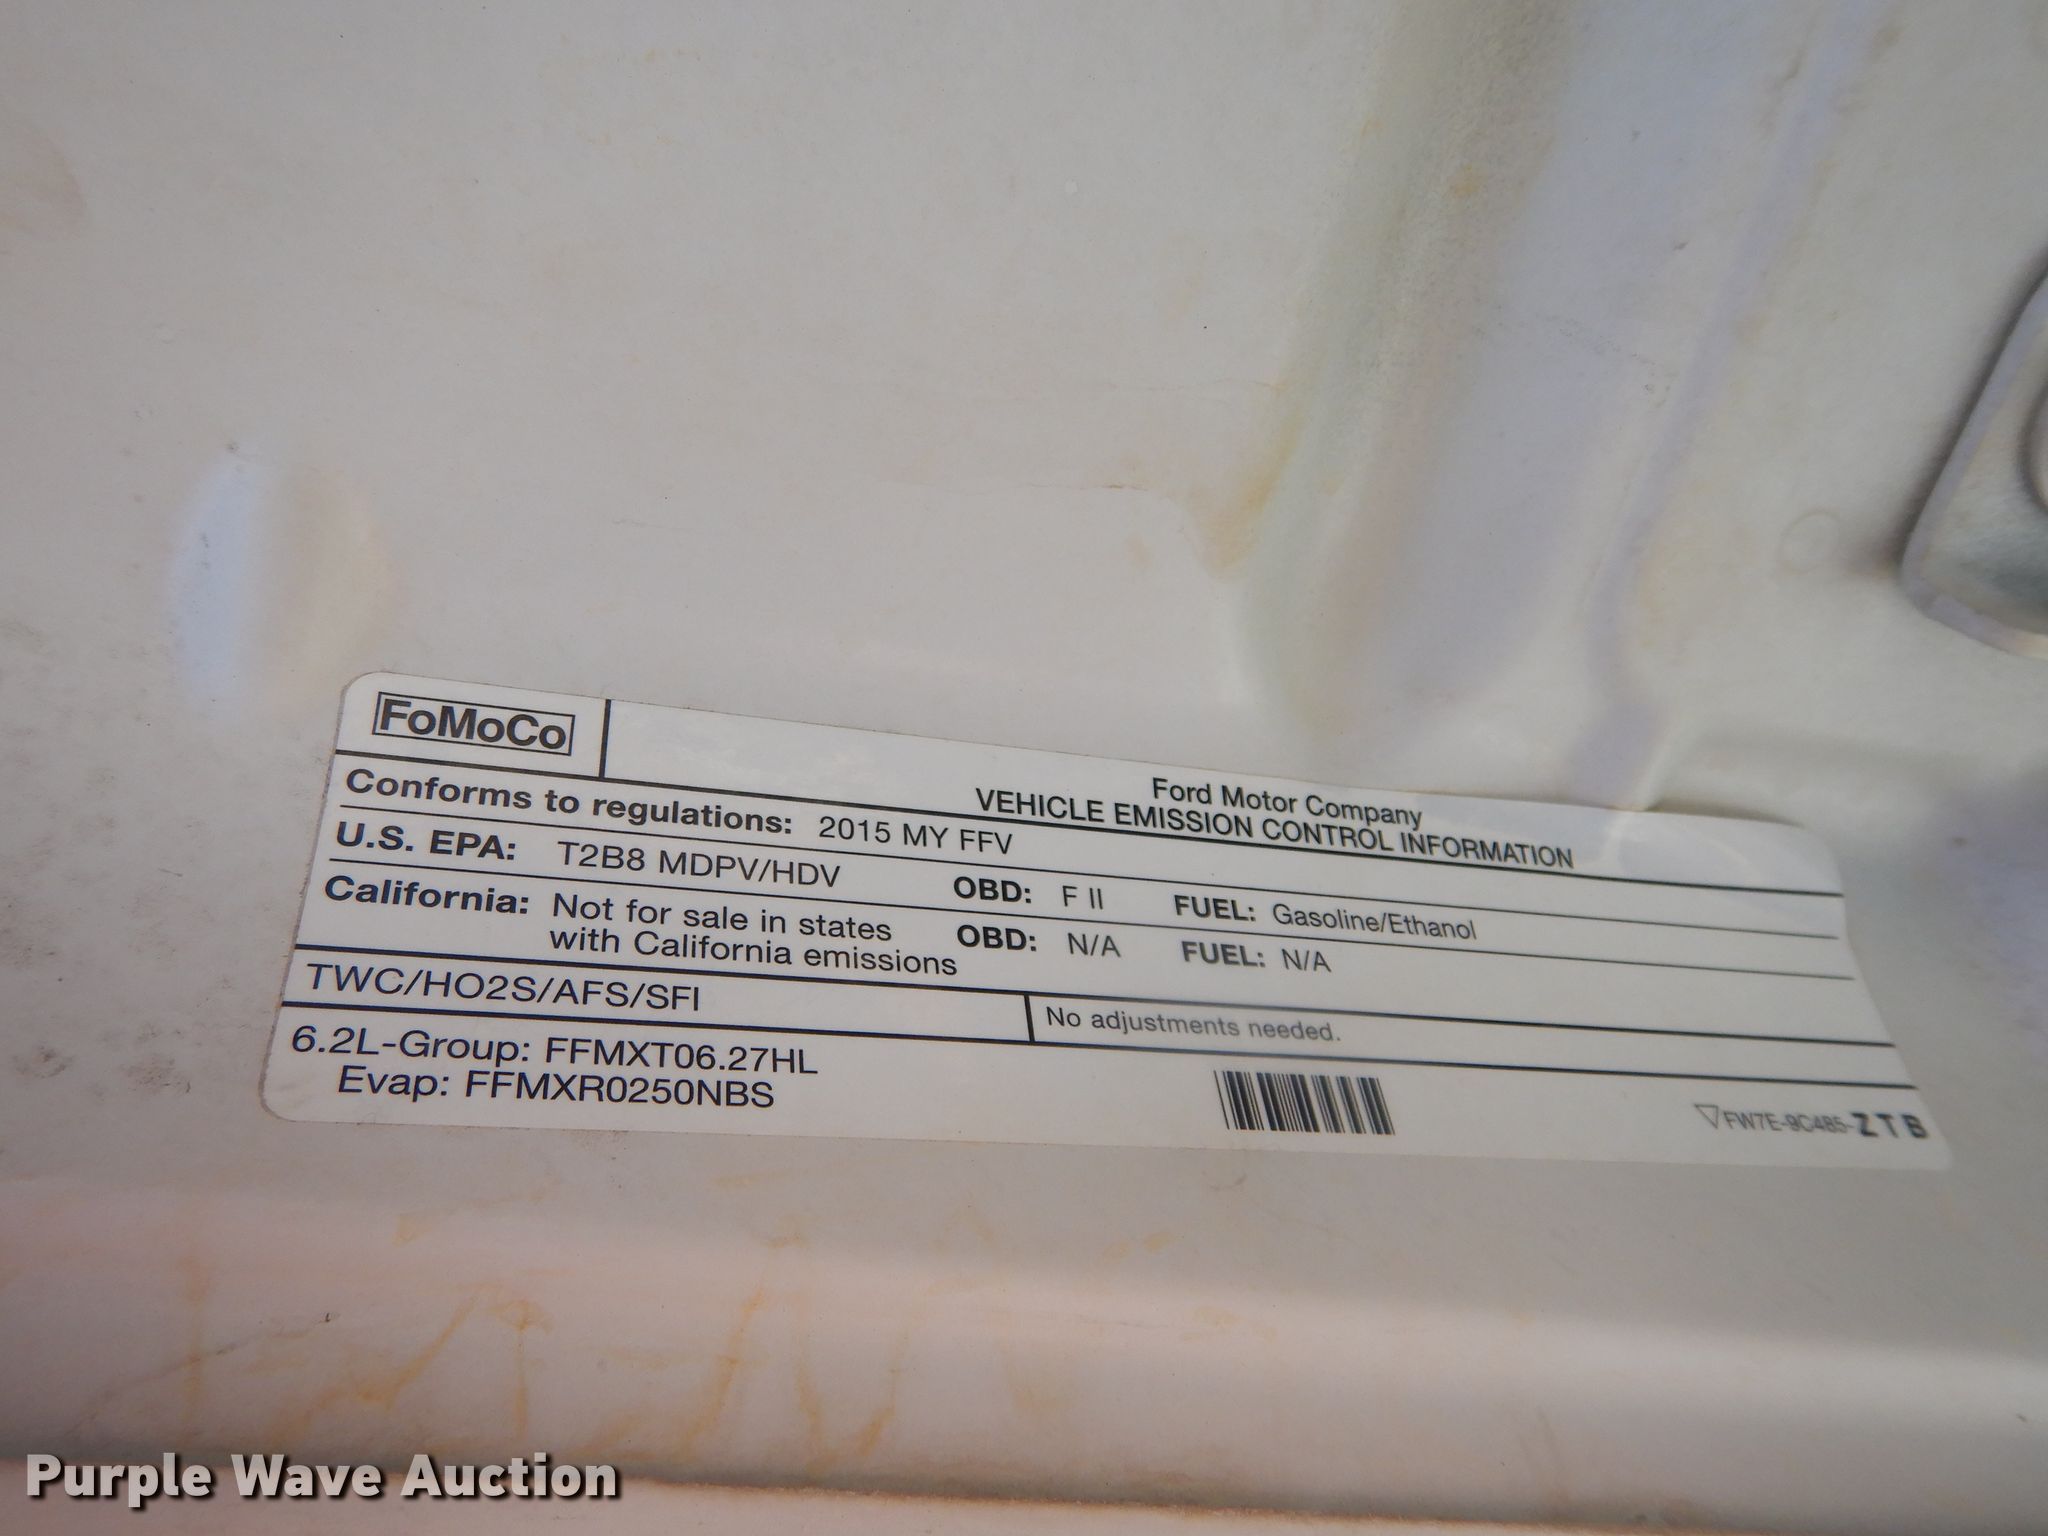 FoMoCo
Ford Motor Company
VEHICLE EMISSION CONTROL INFORMATION
Conforms to regulations: 2015 MY FFV
U.S. EPA: T2B8 MDPV/HDV OBD: F II FUEL: Gasoline/Ethanol
California: Not for sale in states with California emissions OBD: N/A FUEL: N/A
TWC/HO2S/AFS/SFI
No adjustments needed.
6.2L-Group: FFMXT06.27HL
Evap: FFMXR0250NBS
FW7E-9C485-ZTB
Purple Wave Auction